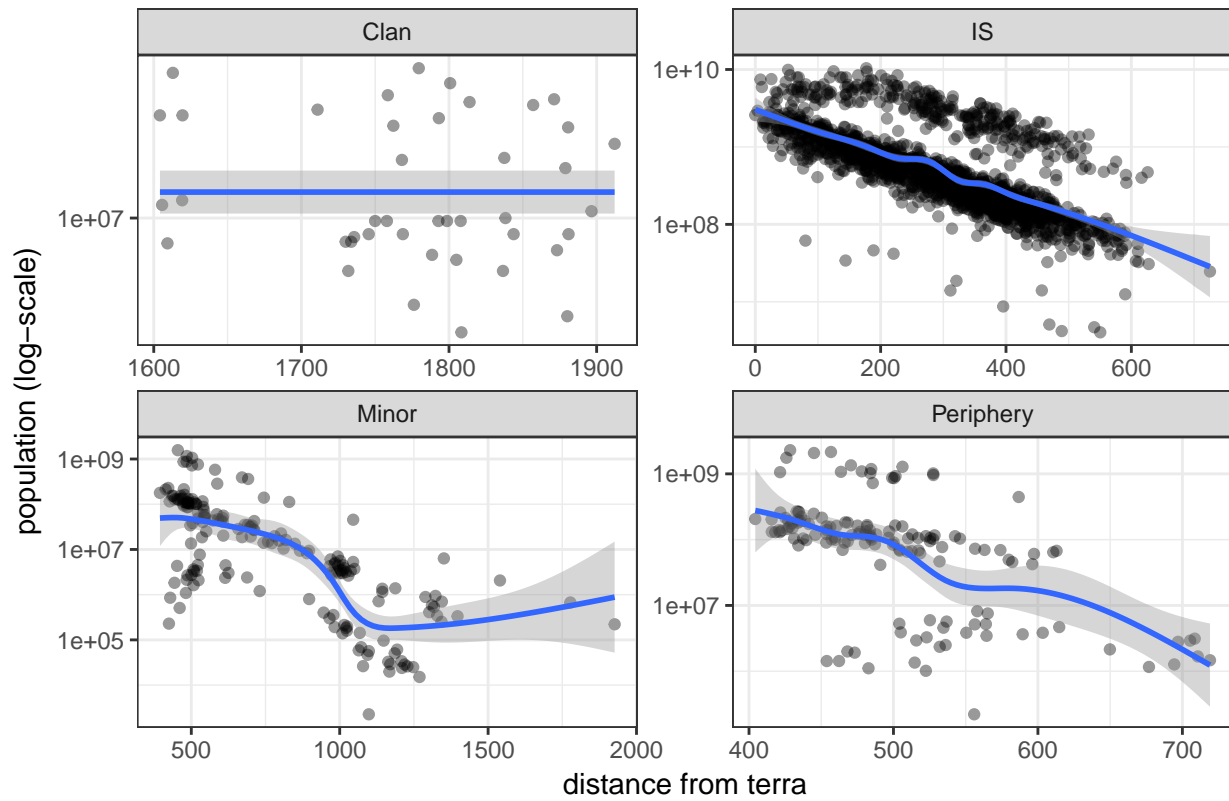 Clan
IS
1e+07
1600 1700 1800 1900
1e+10
1e+08
0 200 400 600
Minor
Periphery
1e+09
1e+07
1e+05
500 1000 1500 2000
1e+09
1e+07
400 500 600 700
population (log−scale)
distance from terra